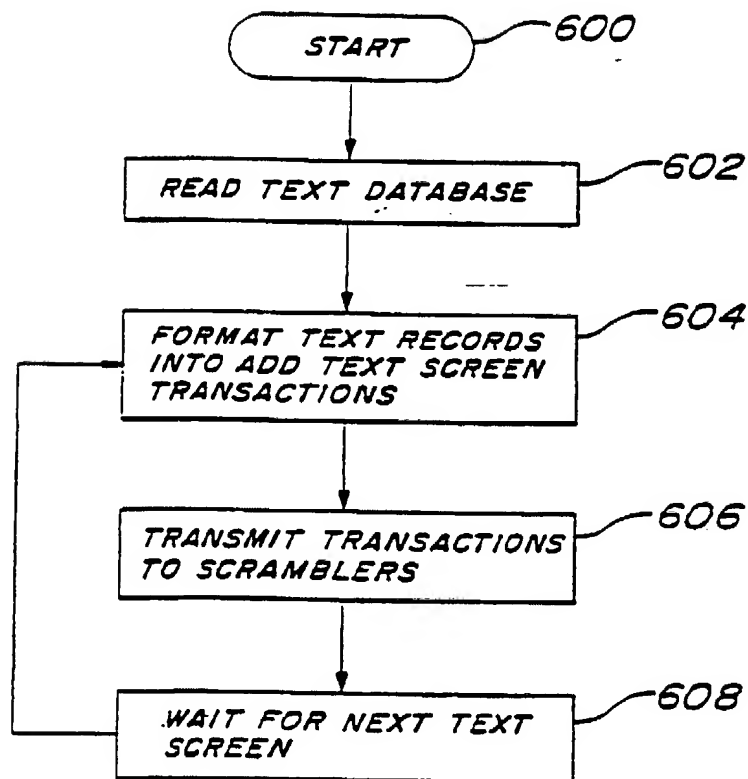 START
600
READ TEXT DATABASE
602
FORMAT TEXT RECORDS
INTO ADD TEXT SCREEN
TRANSACTIONS
604
TRANSMIT TRANSACTIONS
TO SCRAMBLERS
606
WAIT FOR NEXT TEXT
SCREEN
608